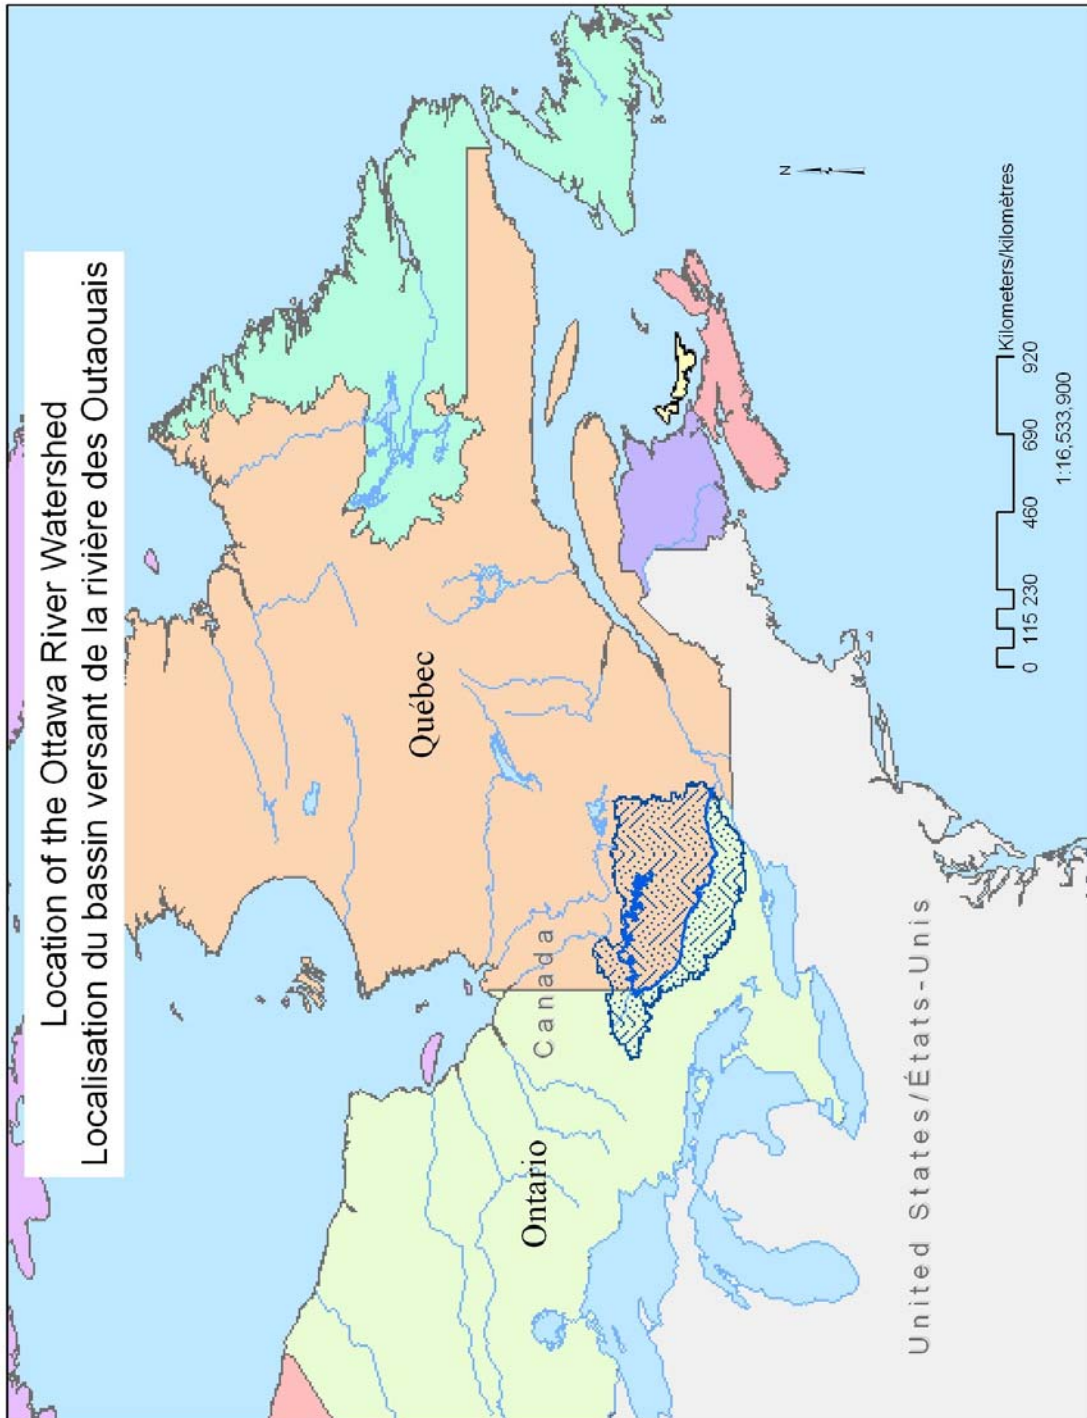 Location of the Ottawa River Watershed
Localisation du bassin versant de la rivière des Outaouais
Québec
Canada
Ontario
United States/États-Unis
N
0 115 230 460 690 920
Kilometers/kilomètres
1:16,533,900